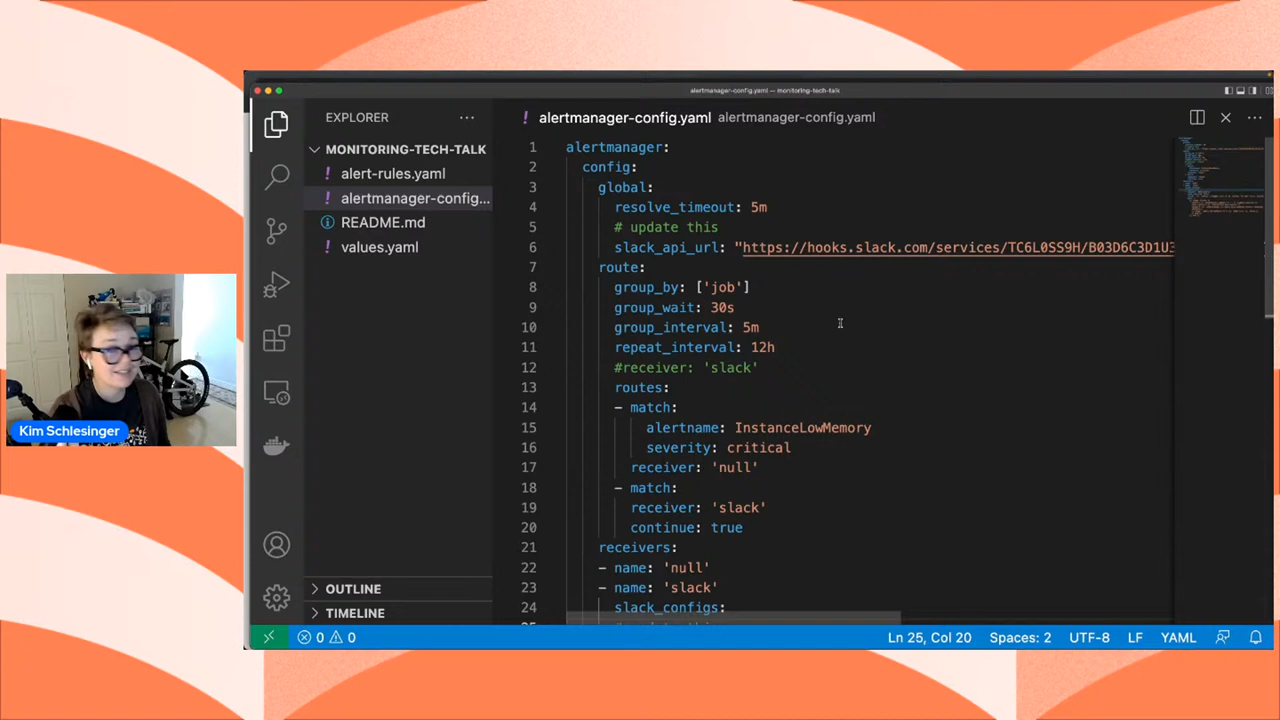 alertmanager-config.yaml — monitoring-tech-talk
EXPLORER
alertmanager-config.yaml alertmanager-config.yaml
MONITORING-TECH-TALK
alert-rules.yaml
alertmanager-config...
README.md
values.yaml
OUTLINE
TIMELINE
1 alertmanager:
2 config:
3 global:
4 resolve_timeout: 5m
5 # update this
6 slack_api_url: "https://hooks.slack.com/services/TC6L0SS9H/B03D6C3D1U3
7 route:
8 group_by: ['job']
9 group_wait: 30s
10 group_interval: 5m
11 repeat_interval: 12h
12 #receiver: 'slack'
13 routes:
14 - match:
15 alertname: InstanceLowMemory
16 severity: critical
17 receiver: 'null'
18 - match:
19 receiver: 'slack'
20 continue: true
21 receivers:
22 - name: 'null'
23 - name: 'slack'
24 slack_configs:
Kim Schlesinger
0 0
Ln 25, Col 20 Spaces: 2 UTF-8 LF YAML